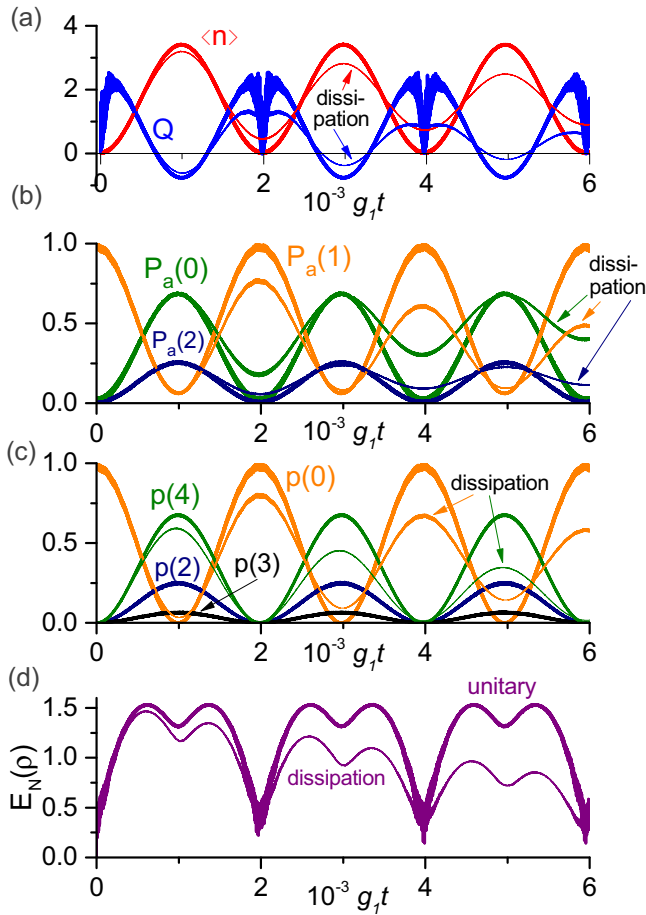 (a)
4
<n>
2
Q
dissi-
pation
0
0 2 4 6
10⁻³ g₁t
(b)
1.0
Pₐ(0)
Pₐ(1)
dissi-
pation
0.5
Pₐ(2)
0.0
0 2 4 6
10⁻³ g₁t
(c)
1.0
p(4)
p(0)
dissipation
0.5
p(2)
p(3)
0.0
0 2 4 6
10⁻³ g₁t
(d)
1.5
unitary
1.0
E_N(ρ)
0.5
dissipation
0.0
0 2 4 6
10⁻³ g₁t